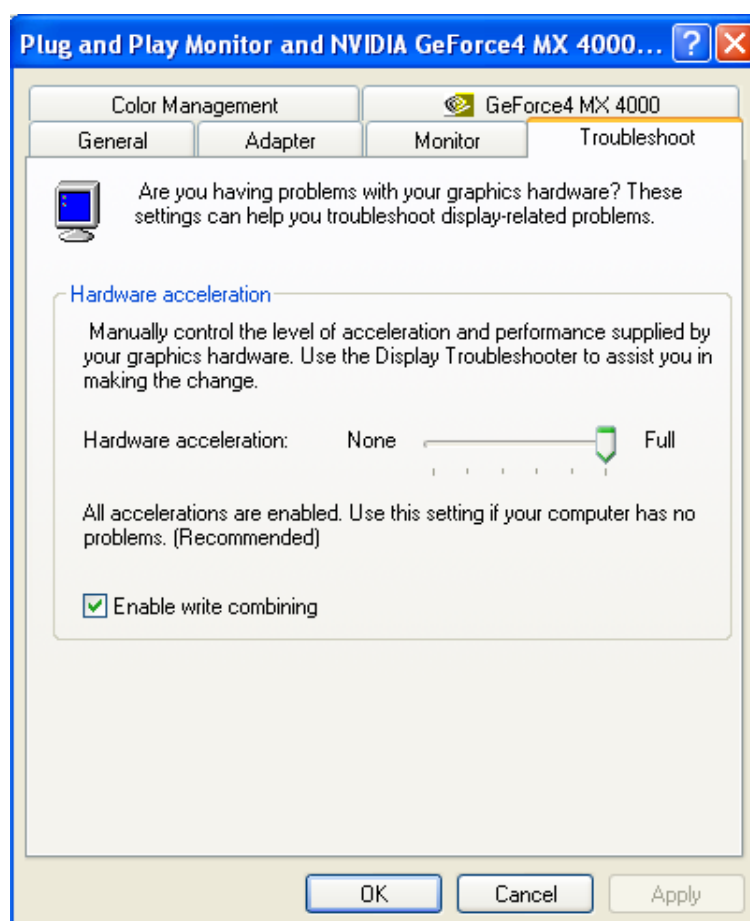 Plug and Play Monitor and NVIDIA GeForce4 MX 4000...
Color Management
GeForce4 MX 4000
General
Adapter
Monitor
Troubleshoot
Are you having problems with your graphics hardware? These
settings can help you troubleshoot display-related problems.
Hardware acceleration
Manually control the level of acceleration and performance supplied by
your graphics hardware. Use the Display Troubleshooter to assist you in
making the change.
Hardware acceleration:
None
Full
All accelerations are enabled. Use this setting if your computer has no
problems. (Recommended)
Enable write combining
OK
Cancel
Apply